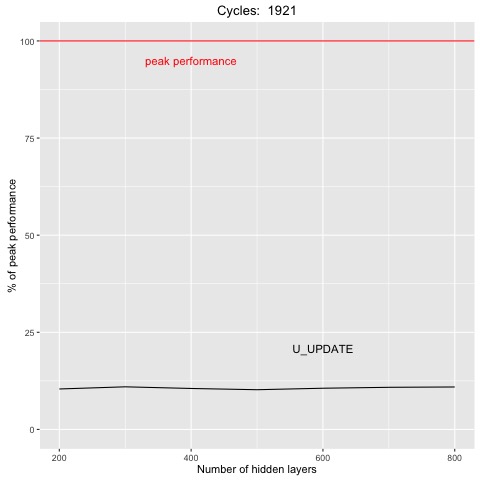 Cycles:  1921
100
peak performance
75
% of peak performance
50
25
U_UPDATE
0
200 400 600 800
Number of hidden layers